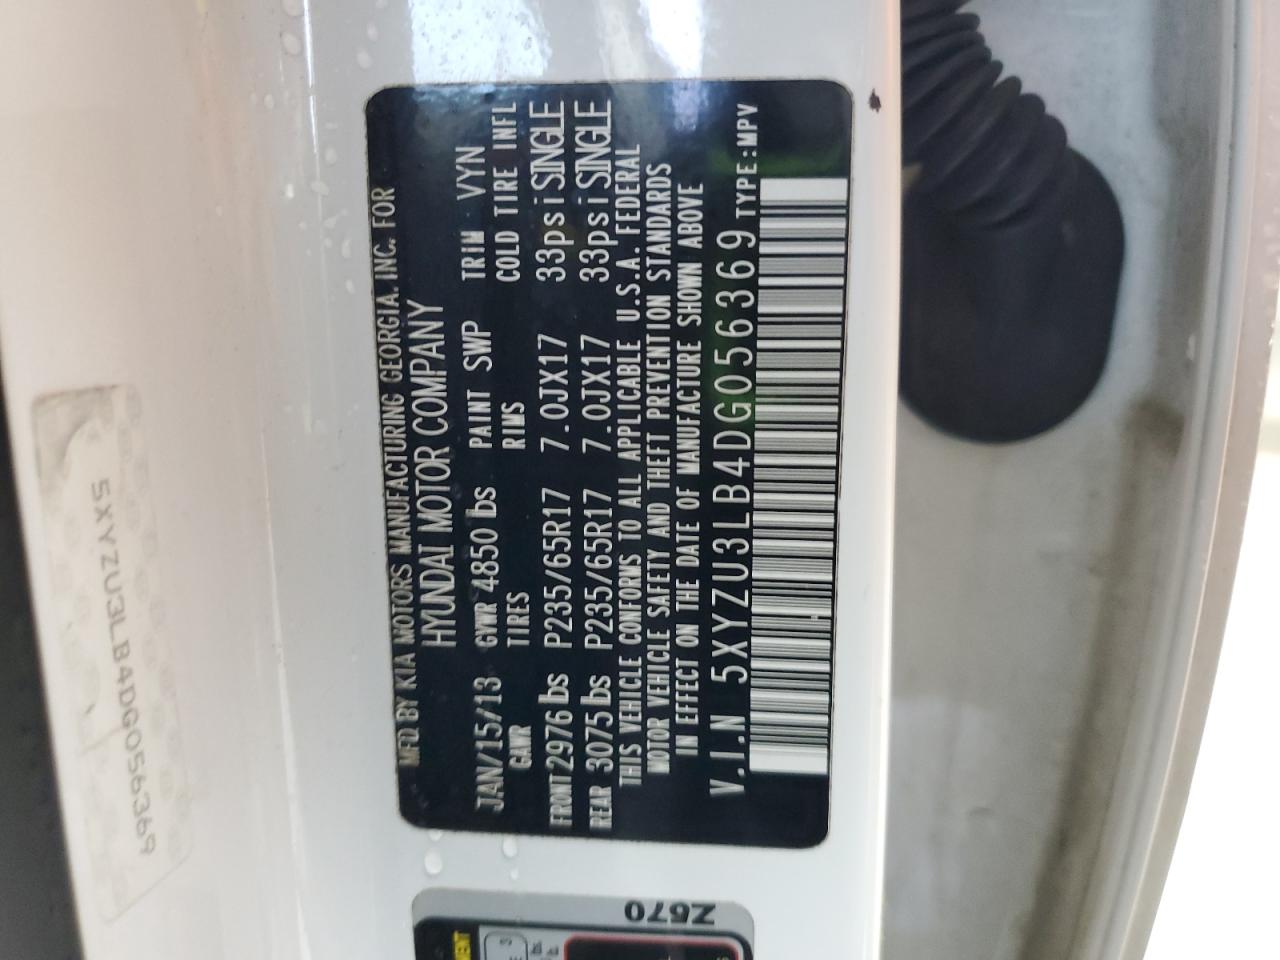 MFD BY KIA MOTORS MANUFACTURING GEORGIA, INC. FOR
HYUNDAI MOTOR COMPANY
JAN/15/13 GVWR 4850 lbs PAINT SWP TRIM VYN
GAWR TIRES RIMS COLD TIRE INFL
FRONT 2976 lbs P235/65R17 7.0JX17 33psi SINGLE
REAR 3075 lbs P235/65R17 7.0JX17 33psi SINGLE
THIS VEHICLE CONFORMS TO ALL APPLICABLE U.S.A. FEDERAL
MOTOR VEHICLE SAFETY AND THEFT PREVENTION STANDARDS
IN EFFECT ON THE DATE OF MANUFACTURE SHOWN ABOVE
V.I.N 5XYZU3LB4DG056369 TYPE:MPV
5XYZU3LB4DG056369
Z570